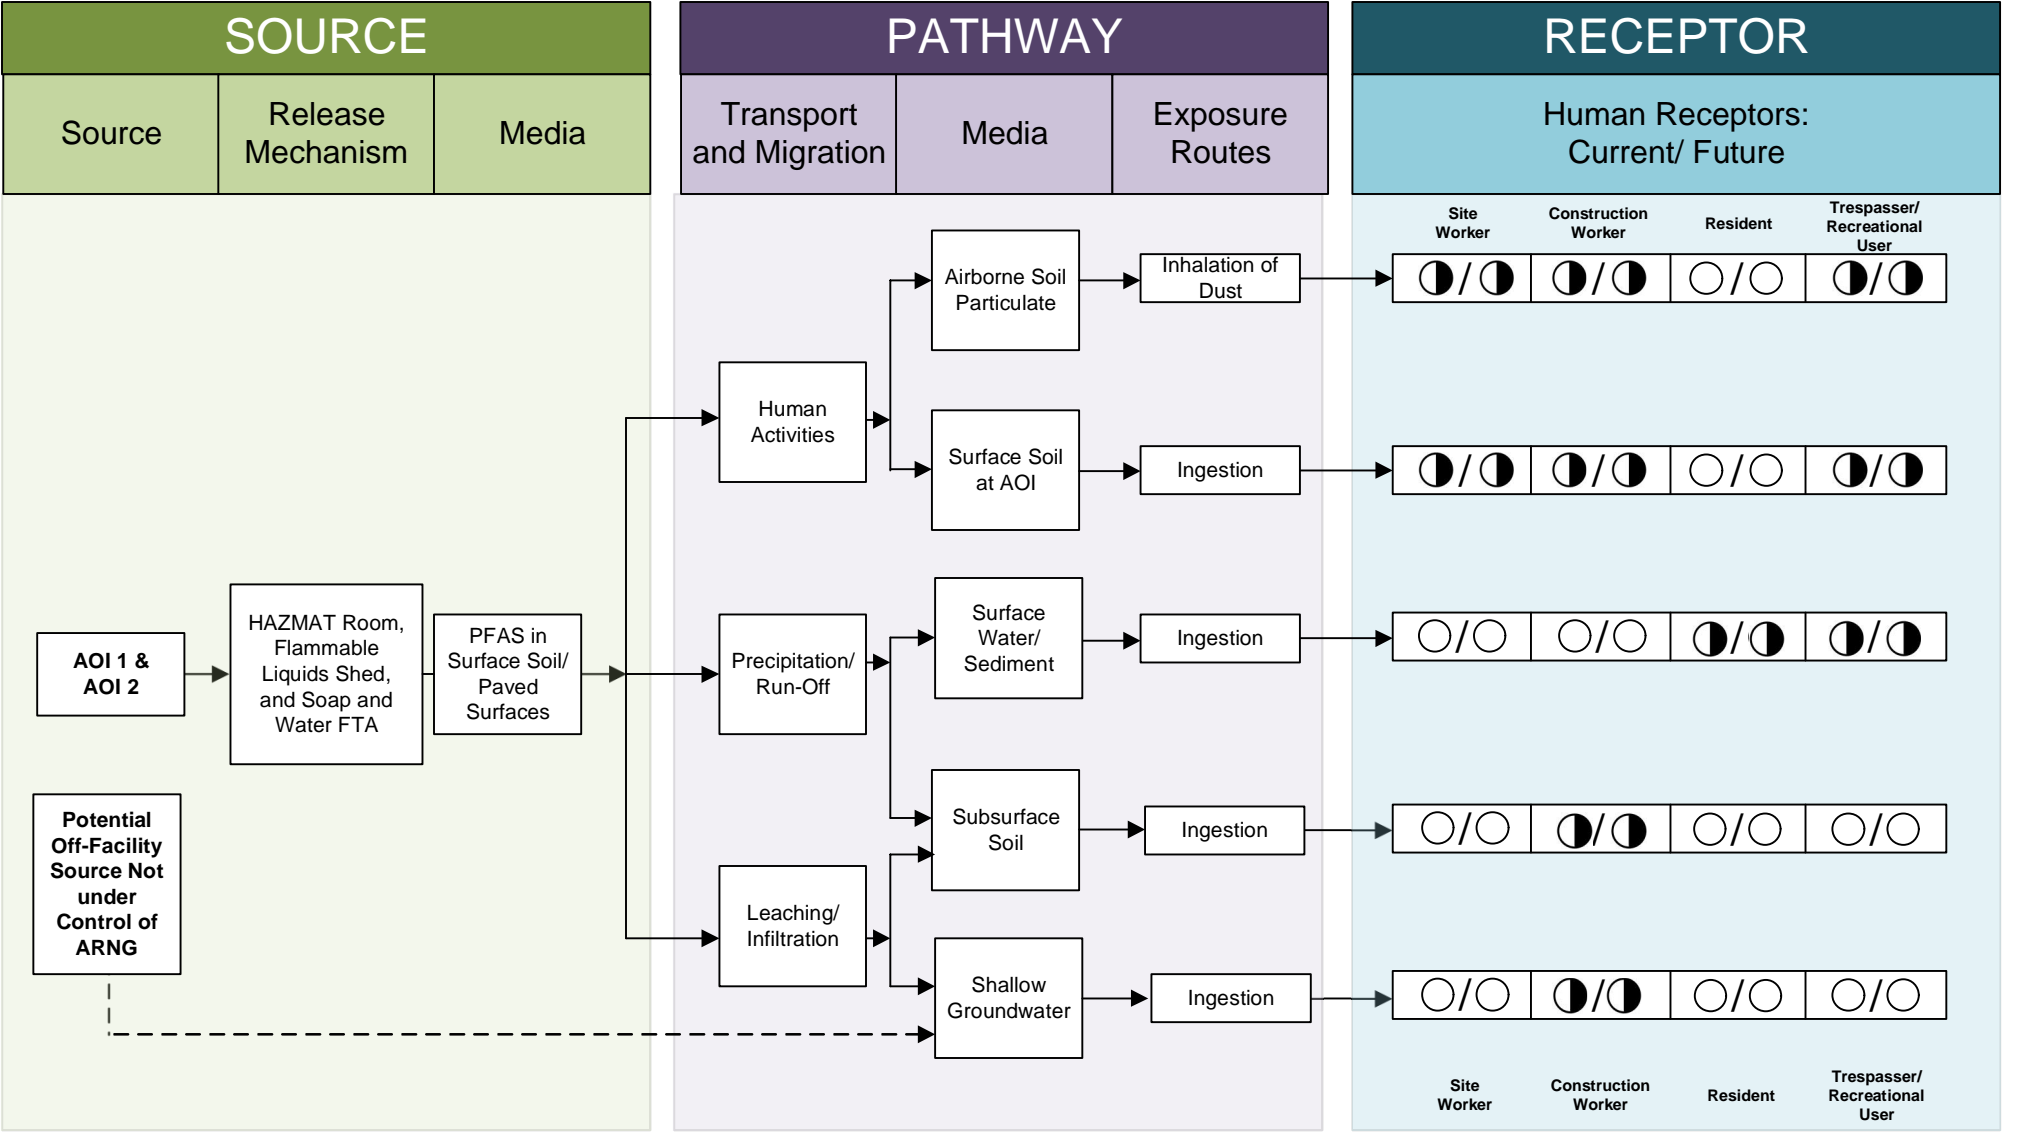 SOURCE
PATHWAY
RECEPTOR
Source
Release
Mechanism
Media
Transport
and Migration
Media
Exposure
Routes
Human Receptors:
Current/ Future
Site
Worker
Construction
Worker
Resident
Trespasser/
Recreational
User
Airborne Soil
Particulate
Inhalation of
Dust
/
/
/
/
Human
Activities
Surface Soil
at AOI
Ingestion
/
/
/
/
AOI 1 &
AOI 2
HAZMAT Room,
Flammable
Liquids Shed,
and Soap and
Water FTA
PFAS in
Surface Soil/
Paved
Surfaces
Precipitation/
Run-Off
Surface
Water/
Sediment
Ingestion
/
/
/
/
Potential
Off-Facility
Source Not
under
Control of
ARNG
Subsurface
Soil
Ingestion
/
/
/
/
Leaching/
Infiltration
Shallow
Groundwater
Ingestion
/
/
/
/
Site
Worker
Construction
Worker
Resident
Trespasser/
Recreational
User